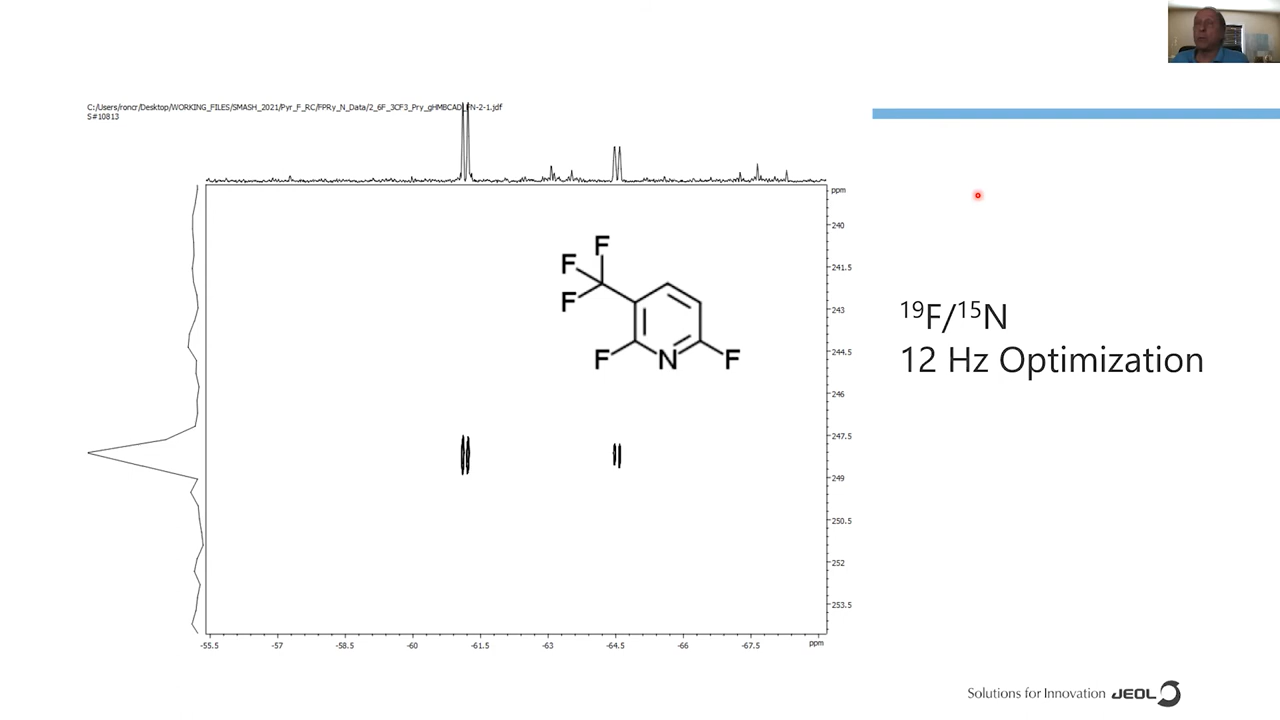 C:/Users/roncr/Desktop/WORKING_FILES/SMASH_2021/Pyr_F_RC/FPRy_N_Data/2_6F_3CF3_Pry_gHMBCAD_FN-2-1.jdf
S#10813
ppm
240
241.5
243
244.5
246
247.5
249
250.5
252
253.5
F
F
F
F
N
F
¹⁹F/¹⁵N
12 Hz Optimization
-55.5
-57
-58.5
-60
-61.5
-63
-64.5
-66
-67.5
ppm
Solutions for Innovation JEOL